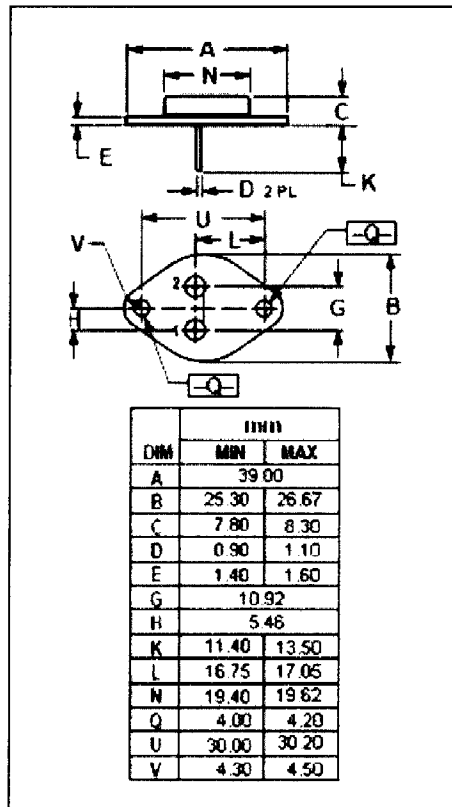 A
N
C
E
K
D 2 PL
U
V
L
Q
2
G
B
H
1
Q
mm
DIM MIN MAX
A 39.00
B 25.30 26.67
C 7.80 8.30
D 0.90 1.10
E 1.40 1.60
G 10.92
H 5.46
K 11.40 13.50
L 16.75 17.05
N 19.40 19.62
Q 4.00 4.20
U 30.00 30.20
V 4.30 4.50